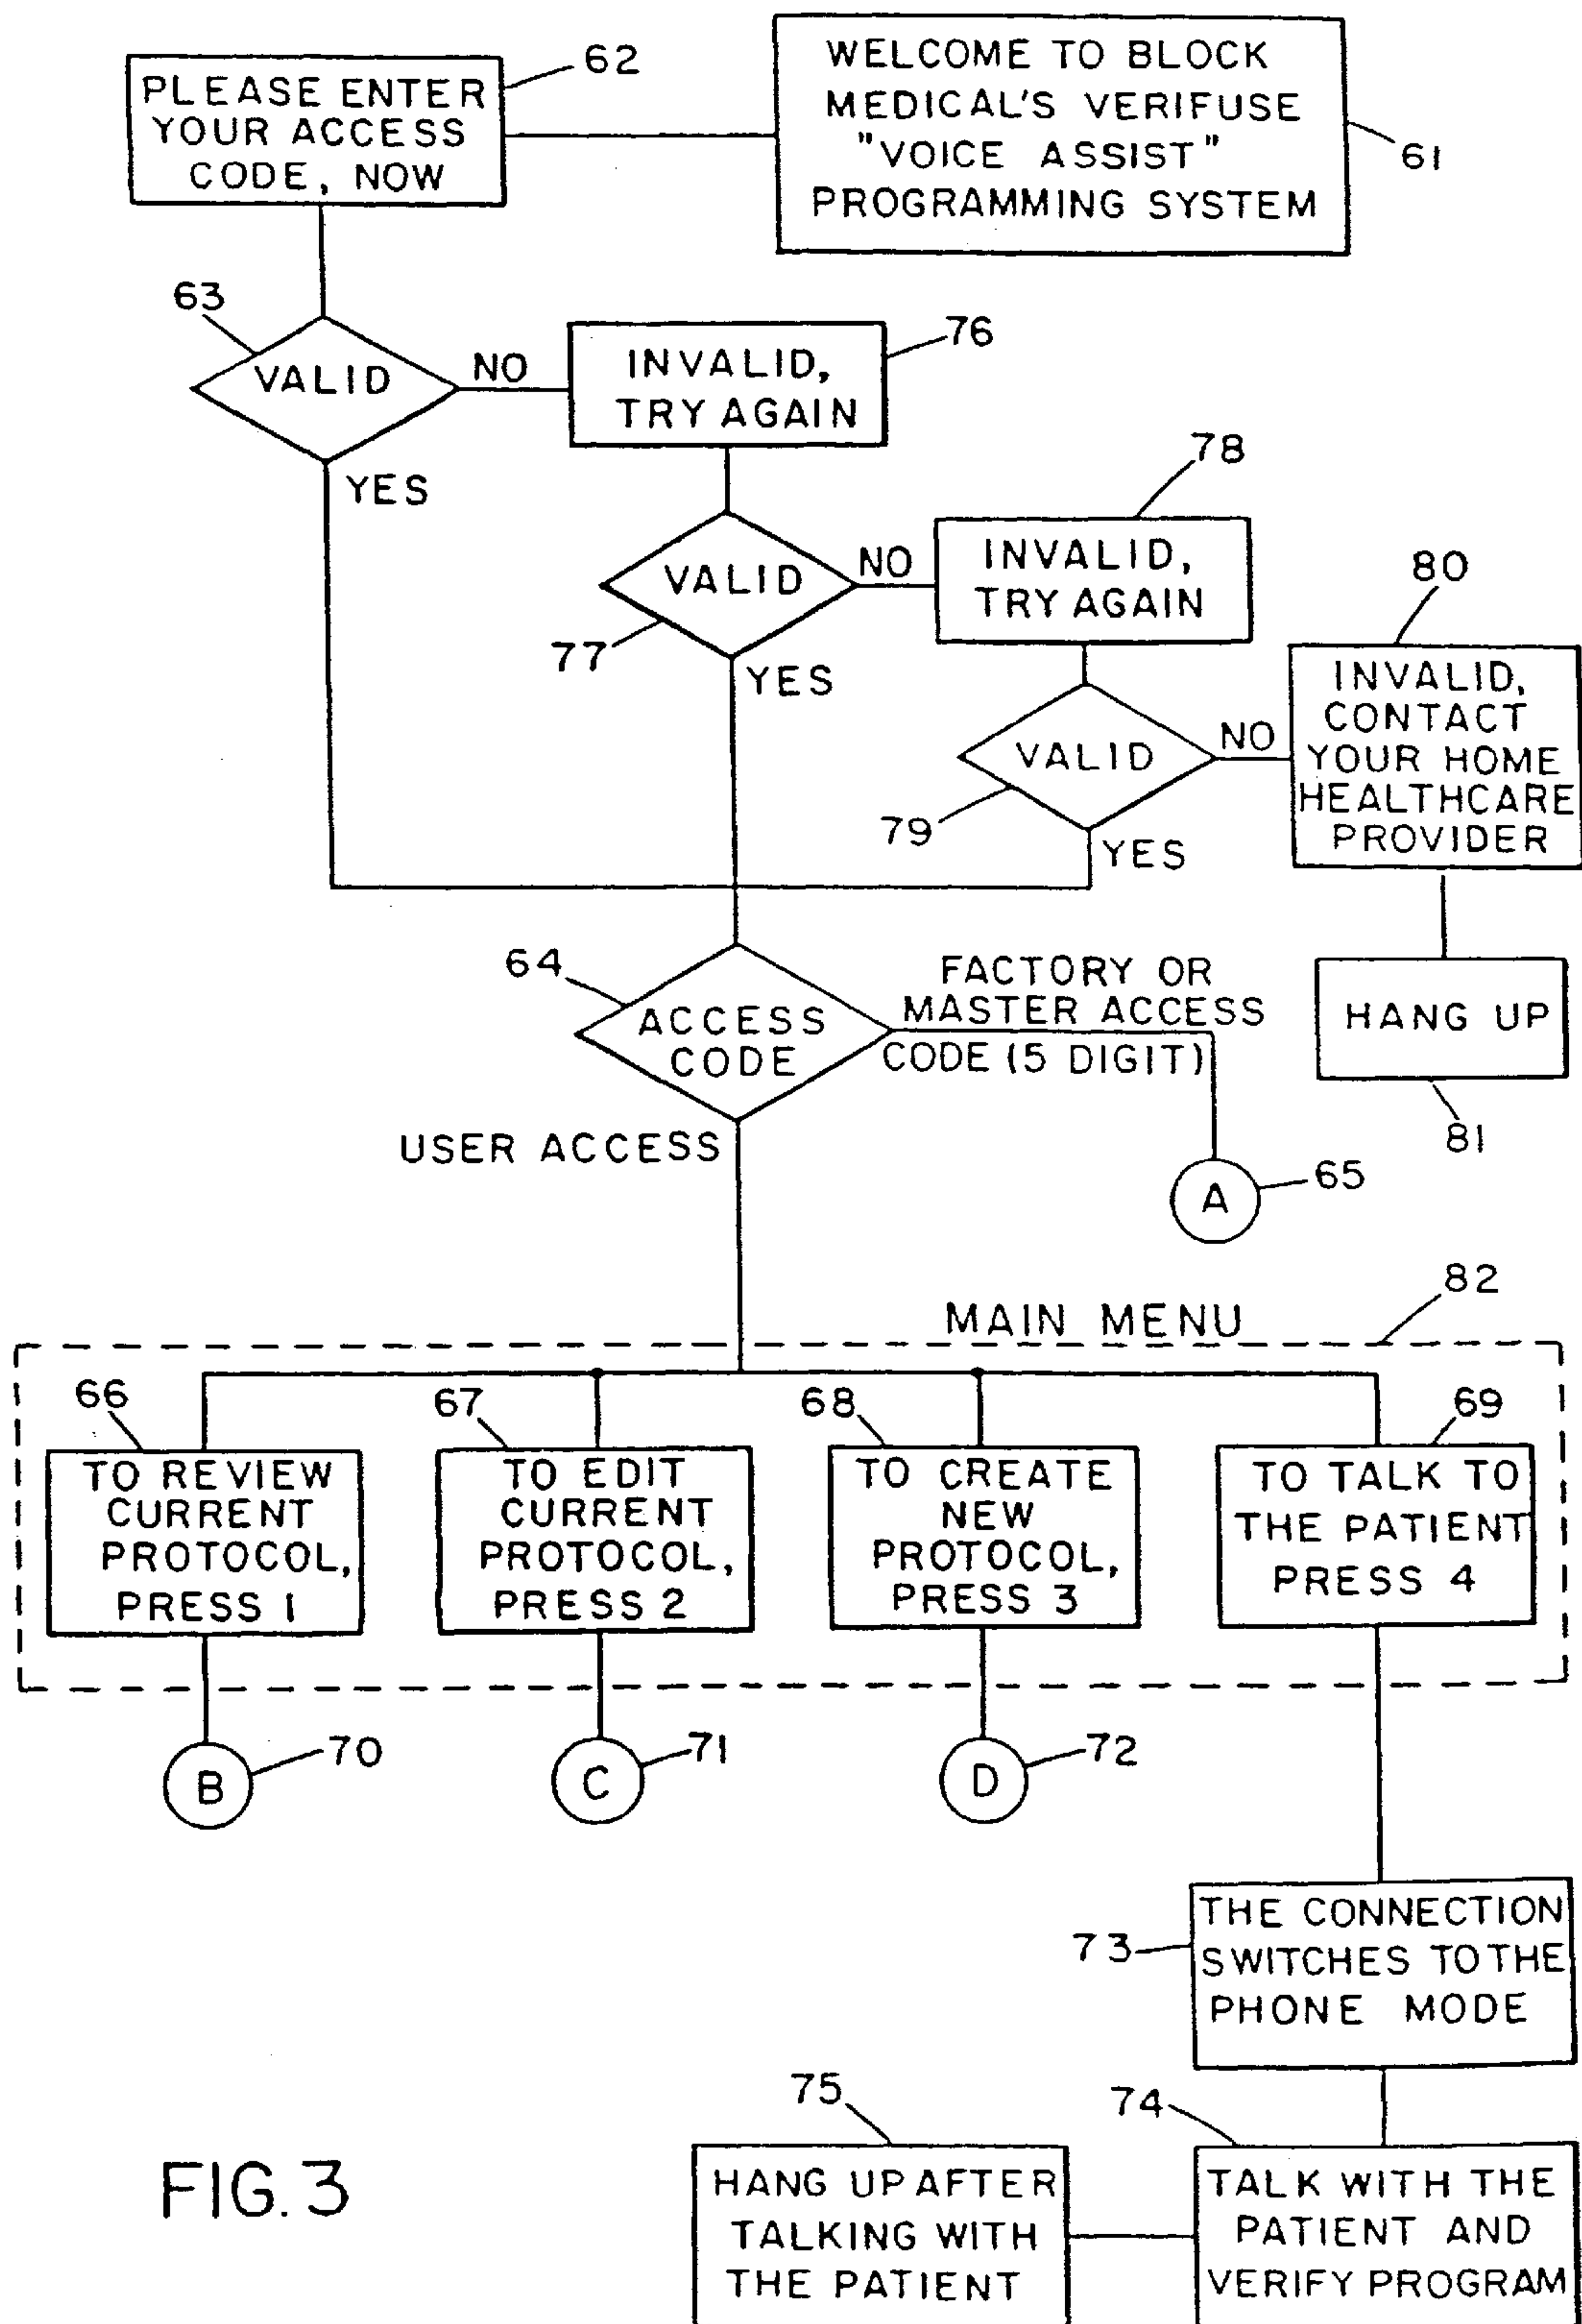 PLEASE ENTER
YOUR ACCESS
CODE, NOW
62
WELCOME TO BLOCK
MEDICAL'S VERIFUSE
"VOICE ASSIST"
PROGRAMMING SYSTEM
61
63
VALID
NO
YES
INVALID,
TRY AGAIN
76
VALID
NO
77
YES
78
INVALID,
TRY AGAIN
VALID
NO
79
YES
80
INVALID,
CONTACT
YOUR HOME
HEALTHCARE
PROVIDER
HANG UP
81
64
ACCESS
CODE
FACTORY OR
MASTER ACCESS
CODE (5 DIGIT)
USER ACCESS
A
65
MAIN MENU
82
66
TO REVIEW
CURRENT
PROTOCOL,
PRESS 1
67
TO EDIT
CURRENT
PROTOCOL,
PRESS 2
68
TO CREATE
NEW
PROTOCOL,
PRESS 3
69
TO TALK TO
THE PATIENT
PRESS 4
B
70
C
71
D
72
73
THE CONNECTION
SWITCHES TO THE
PHONE MODE
74
TALK WITH THE
PATIENT AND
VERIFY PROGRAM
75
HANG UP AFTER
TALKING WITH
THE PATIENT
FIG. 3